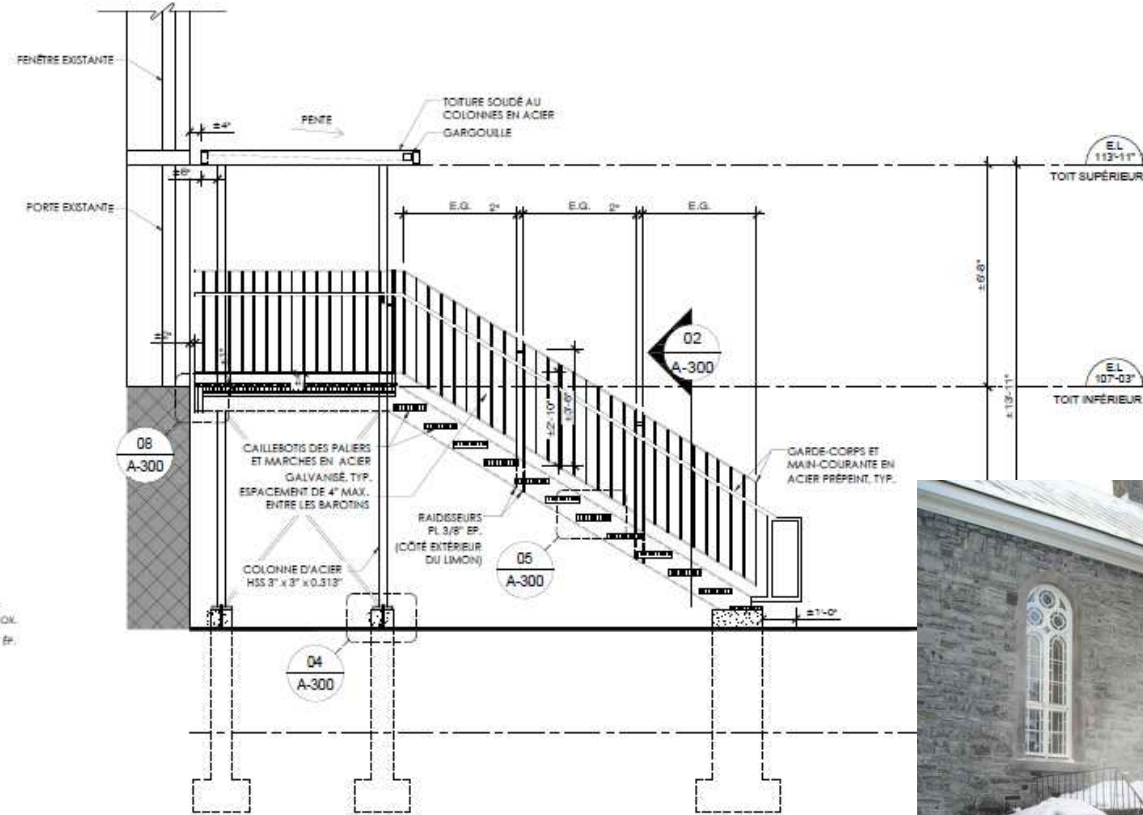 FENÊTRE EXISTANTE
TOITURE SOUDÉ AU
COLONNES EN ACIER
PENTE
GARGOUILLE
±4"
E.L
113'-11"
TOIT SUPÉRIEUR
±6"
PORTE EXISTANTE
E.G.
2"
E.G.
2"
E.G.
±6'-8"
02
A-300
±2'-10"
±3'-6"
E.L
107'-03"
TOIT INFÉRIEUR
±13'-11"
08
A-300
CAILLEBOTIS DES PALIERS
ET MARCHES EN ACIER
GALVANISÉ, TYP.
ESPACEMENT DE 4" MAX.
ENTRE LES BAROTINS
GARDE-CORPS ET
MAIN-COURANTE EN
ACIER PRÉPEINT, TYP.
RAIDISSEURS
PL 3/8" EP.
(CÔTÉ EXTÉRIEUR
DU LIMON)
05
A-300
COLONNE D'ACIER
HSS 3" x 3" x 0.313"
±1'-0"
OX.
EP.
04
A-300